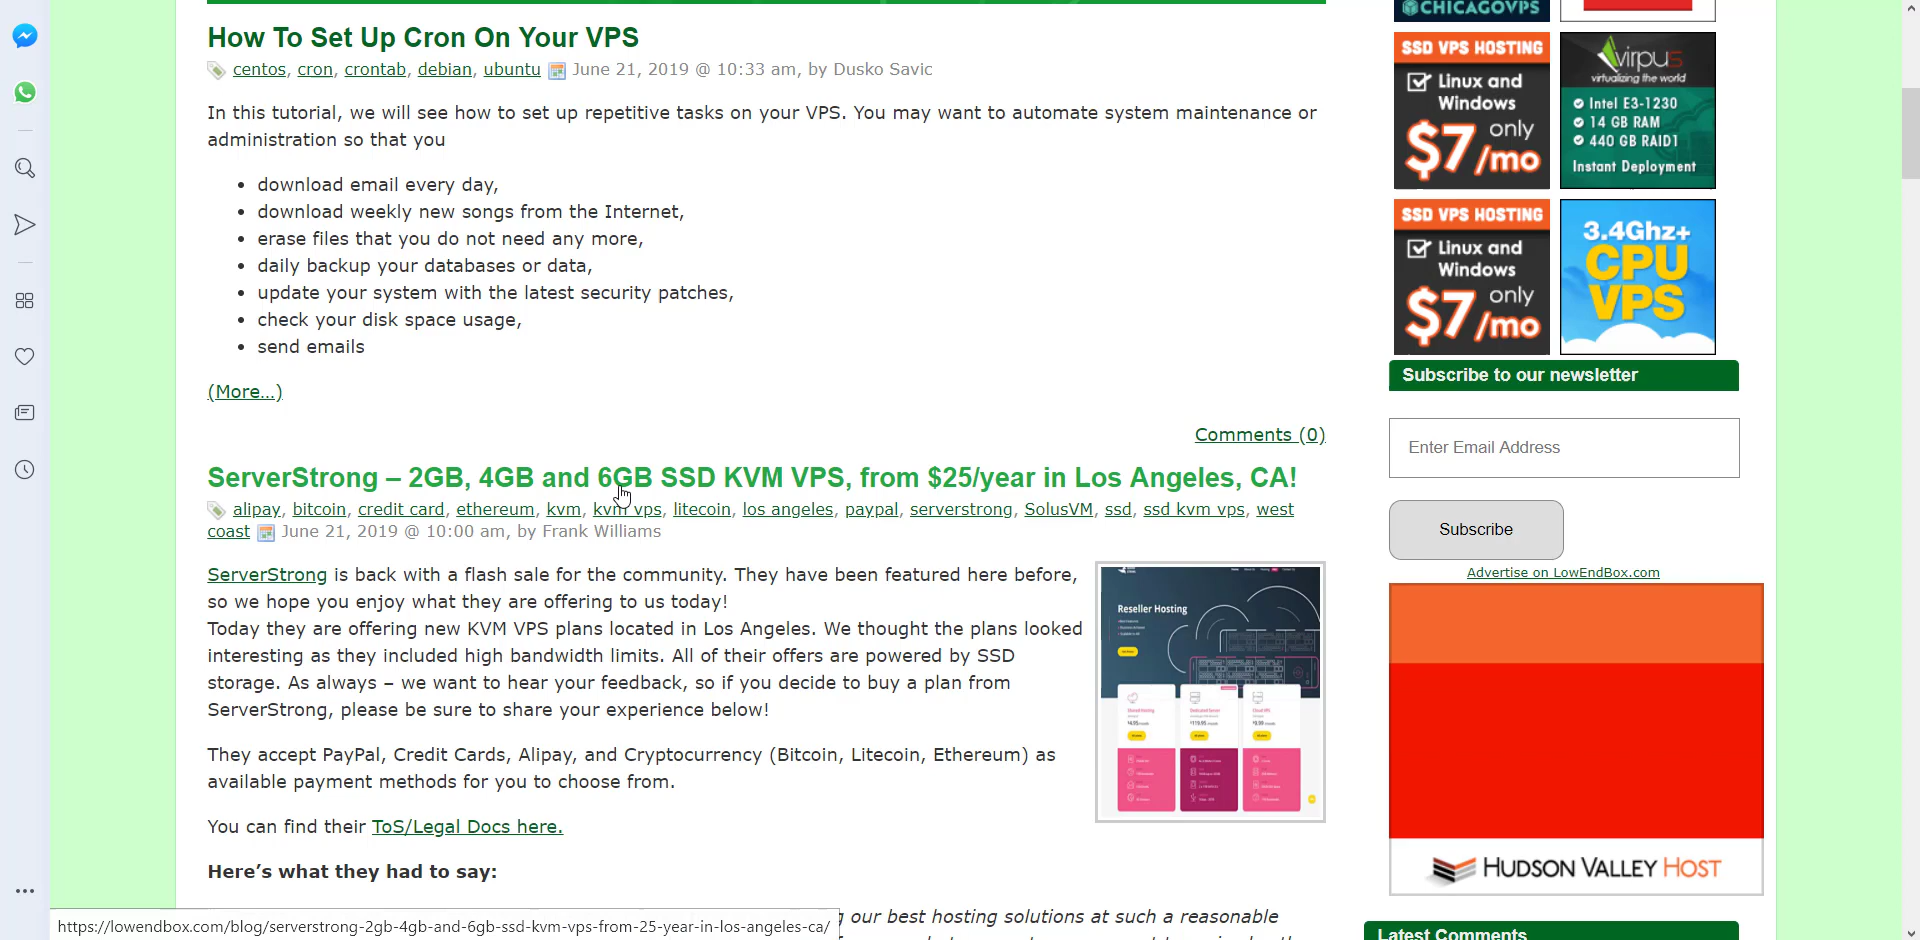 How To Set Up Cron On Your VPS
centos, cron, crontab, debian, ubuntu June 21, 2019 @ 10:33 am, by Dusko Savic
In this tutorial, we will see how to set up repetitive tasks on your VPS. You may want to automate system maintenance or
administration so that you
• download email every day,
• download weekly new songs from the Internet,
• erase files that you do not need any more,
• daily backup your databases or data,
• update your system with the latest security patches,
• check your disk space usage,
• send emails
(More...)
Comments (0)
ServerStrong – 2GB, 4GB and 6GB SSD KVM VPS, from $25/year in Los Angeles, CA!
alipay, bitcoin, credit card, ethereum, kvm, kvm vps, litecoin, los angeles, paypal, serverstrong, SolusVM, ssd, ssd kvm vps, west
coast June 21, 2019 @ 10:00 am, by Frank Williams
ServerStrong is back with a flash sale for the community. They have been featured here before,
so we hope you enjoy what they are offering to us today!
Today they are offering new KVM VPS plans located in Los Angeles. We thought the plans looked
interesting as they included high bandwidth limits. All of their offers are powered by SSD
storage. As always – we want to hear your feedback, so if you decide to buy a plan from
ServerStrong, please be sure to share your experience below!
They accept PayPal, Credit Cards, Alipay, and Cryptocurrency (Bitcoin, Litecoin, Ethereum) as
available payment methods for you to choose from.
You can find their ToS/Legal Docs here.
Here's what they had to say:
our best hosting solutions at such a reasonable
https://lowendbox.com/blog/serverstrong-2gb-4gb-and-6gb-ssd-kvm-vps-from-25-year-in-los-angeles-ca/
Reseller Hosting
CHICAGOVPS
SSD VPS HOSTING
Linux and
Windows
$7 only
/mo
virpus
virtualizing the world
Intel E3-1230
14 GB RAM
440 GB RAID1
Instant Deployment
SSD VPS HOSTING
Linux and
Windows
$7 only
/mo
3.4Ghz+
CPU
VPS
Subscribe to our newsletter
Enter Email Address
Subscribe
Advertise on LowEndBox.com
HUDSON VALLEY HOST
Latest Comments